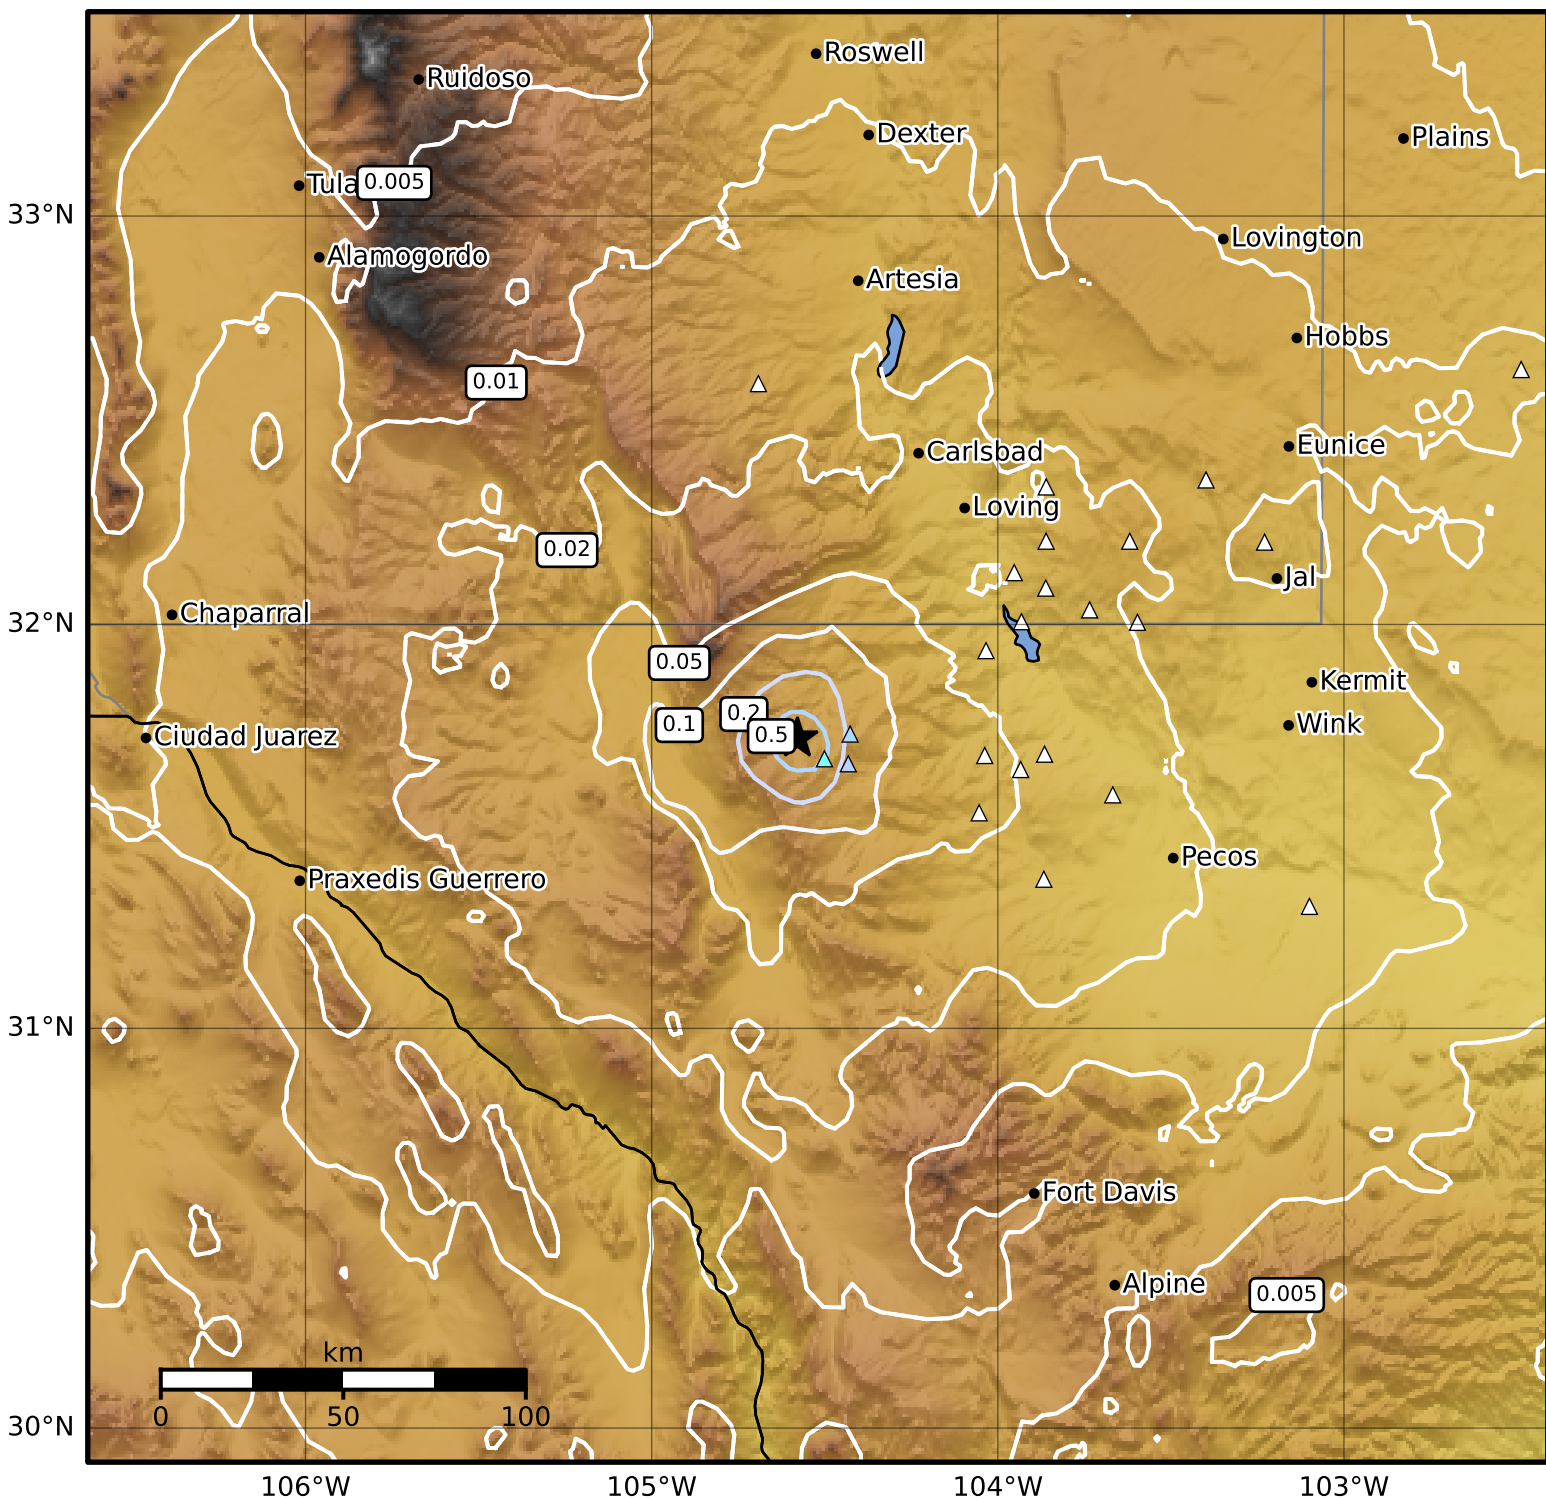 Roswell
Ruidoso
Dexter
Plains
Tula
0.005
33°N
Lovington
Alamogordo
Artesia
Hobbs
0.01
Eunice
Carlsbad
Loving
0.02
Jal
Chaparral
32°N
0.05
Kermit
0.2
0.1
Wink
0.5
Ciudad Juarez
Pecos
Praxedis Guerrero
31°N
Fort Davis
Alpine
0.005
km
0 50 100
30°N
106°W 105°W 104°W 103°W